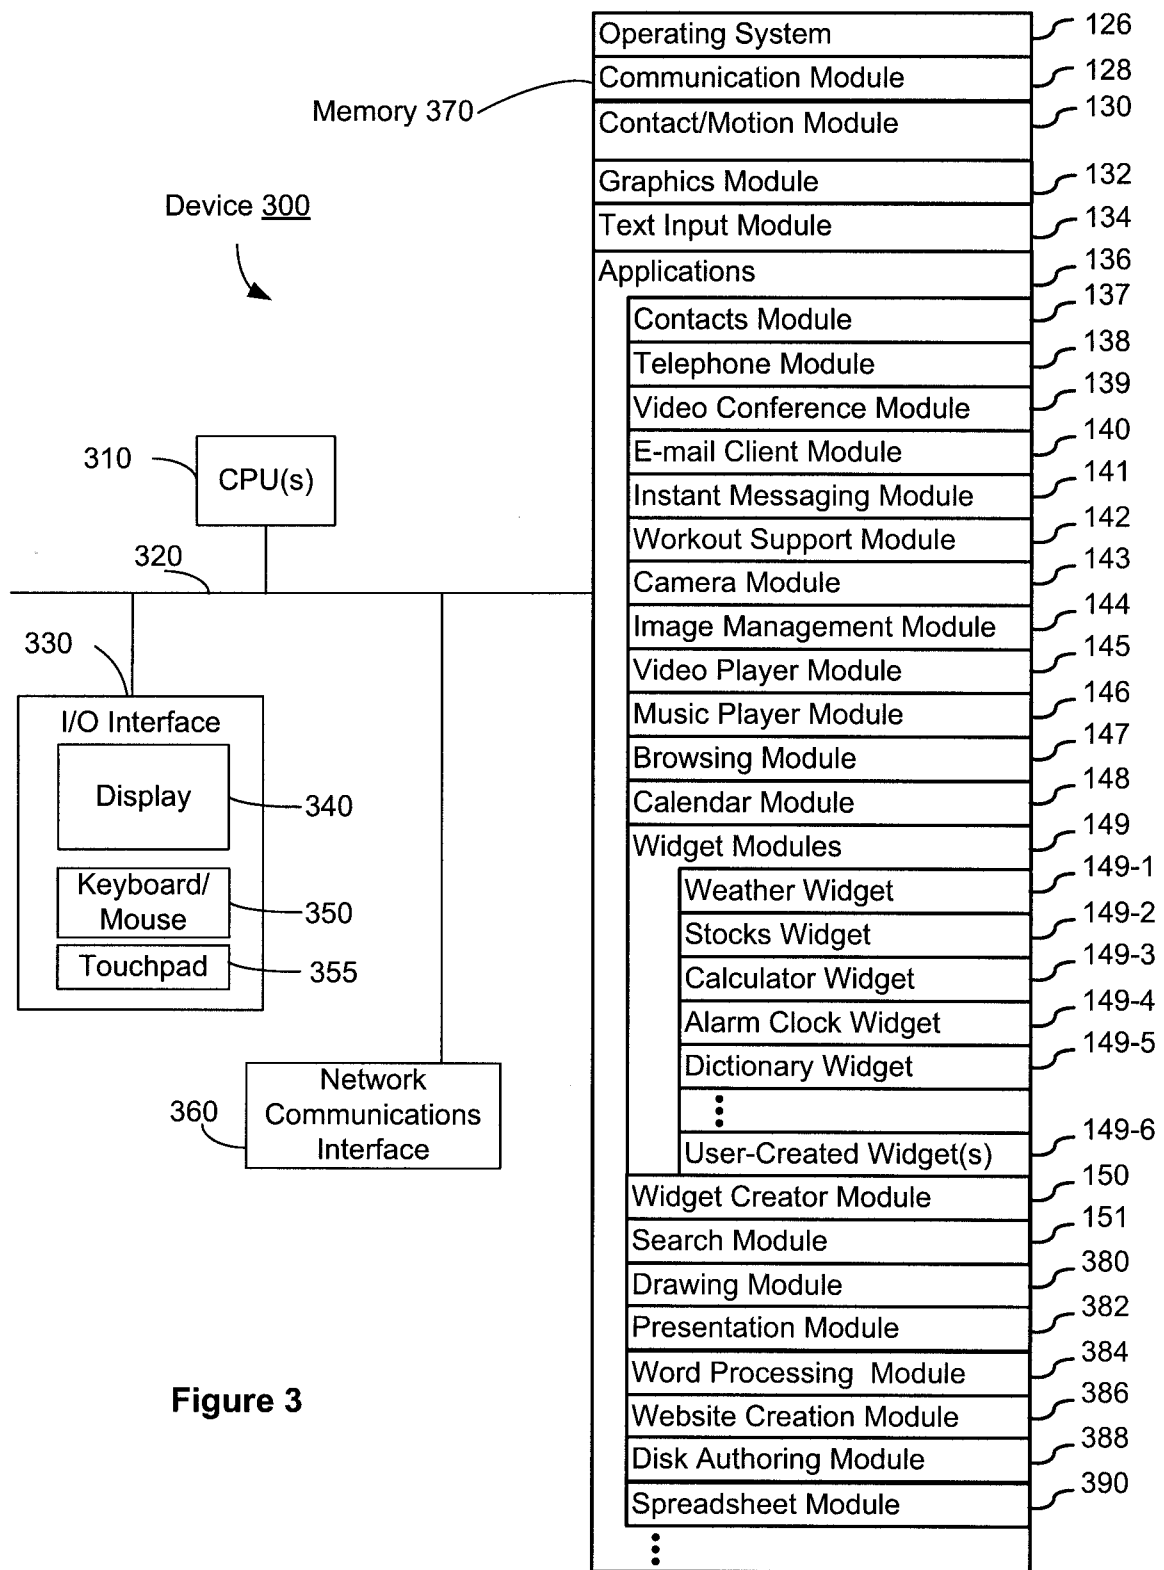 Operating System 126
Communication Module 128
Memory 370
Contact/Motion Module 130
Graphics Module 132
Device 300
Text Input Module 134
Applications 136
Contacts Module 137
Telephone Module 138
Video Conference Module 139
E-mail Client Module 140
310
CPU(s)
Instant Messaging Module 141
Workout Support Module 142
320
Camera Module 143
Image Management Module 144
330
Video Player Module 145
I/O Interface
Music Player Module 146
Browsing Module 147
Display
340
Calendar Module 148
Widget Modules 149
Keyboard/
Mouse
350
Weather Widget 149-1
Stocks Widget 149-2
Touchpad
355
Calculator Widget 149-3
Alarm Clock Widget 149-4
Dictionary Widget 149-5
Network
Communications
Interface
360
User-Created Widget(s) 149-6
Widget Creator Module 150
Search Module 151
Drawing Module 380
Presentation Module 382
Word Processing Module 384
Figure 3
Website Creation Module 386
Disk Authoring Module 388
Spreadsheet Module 390